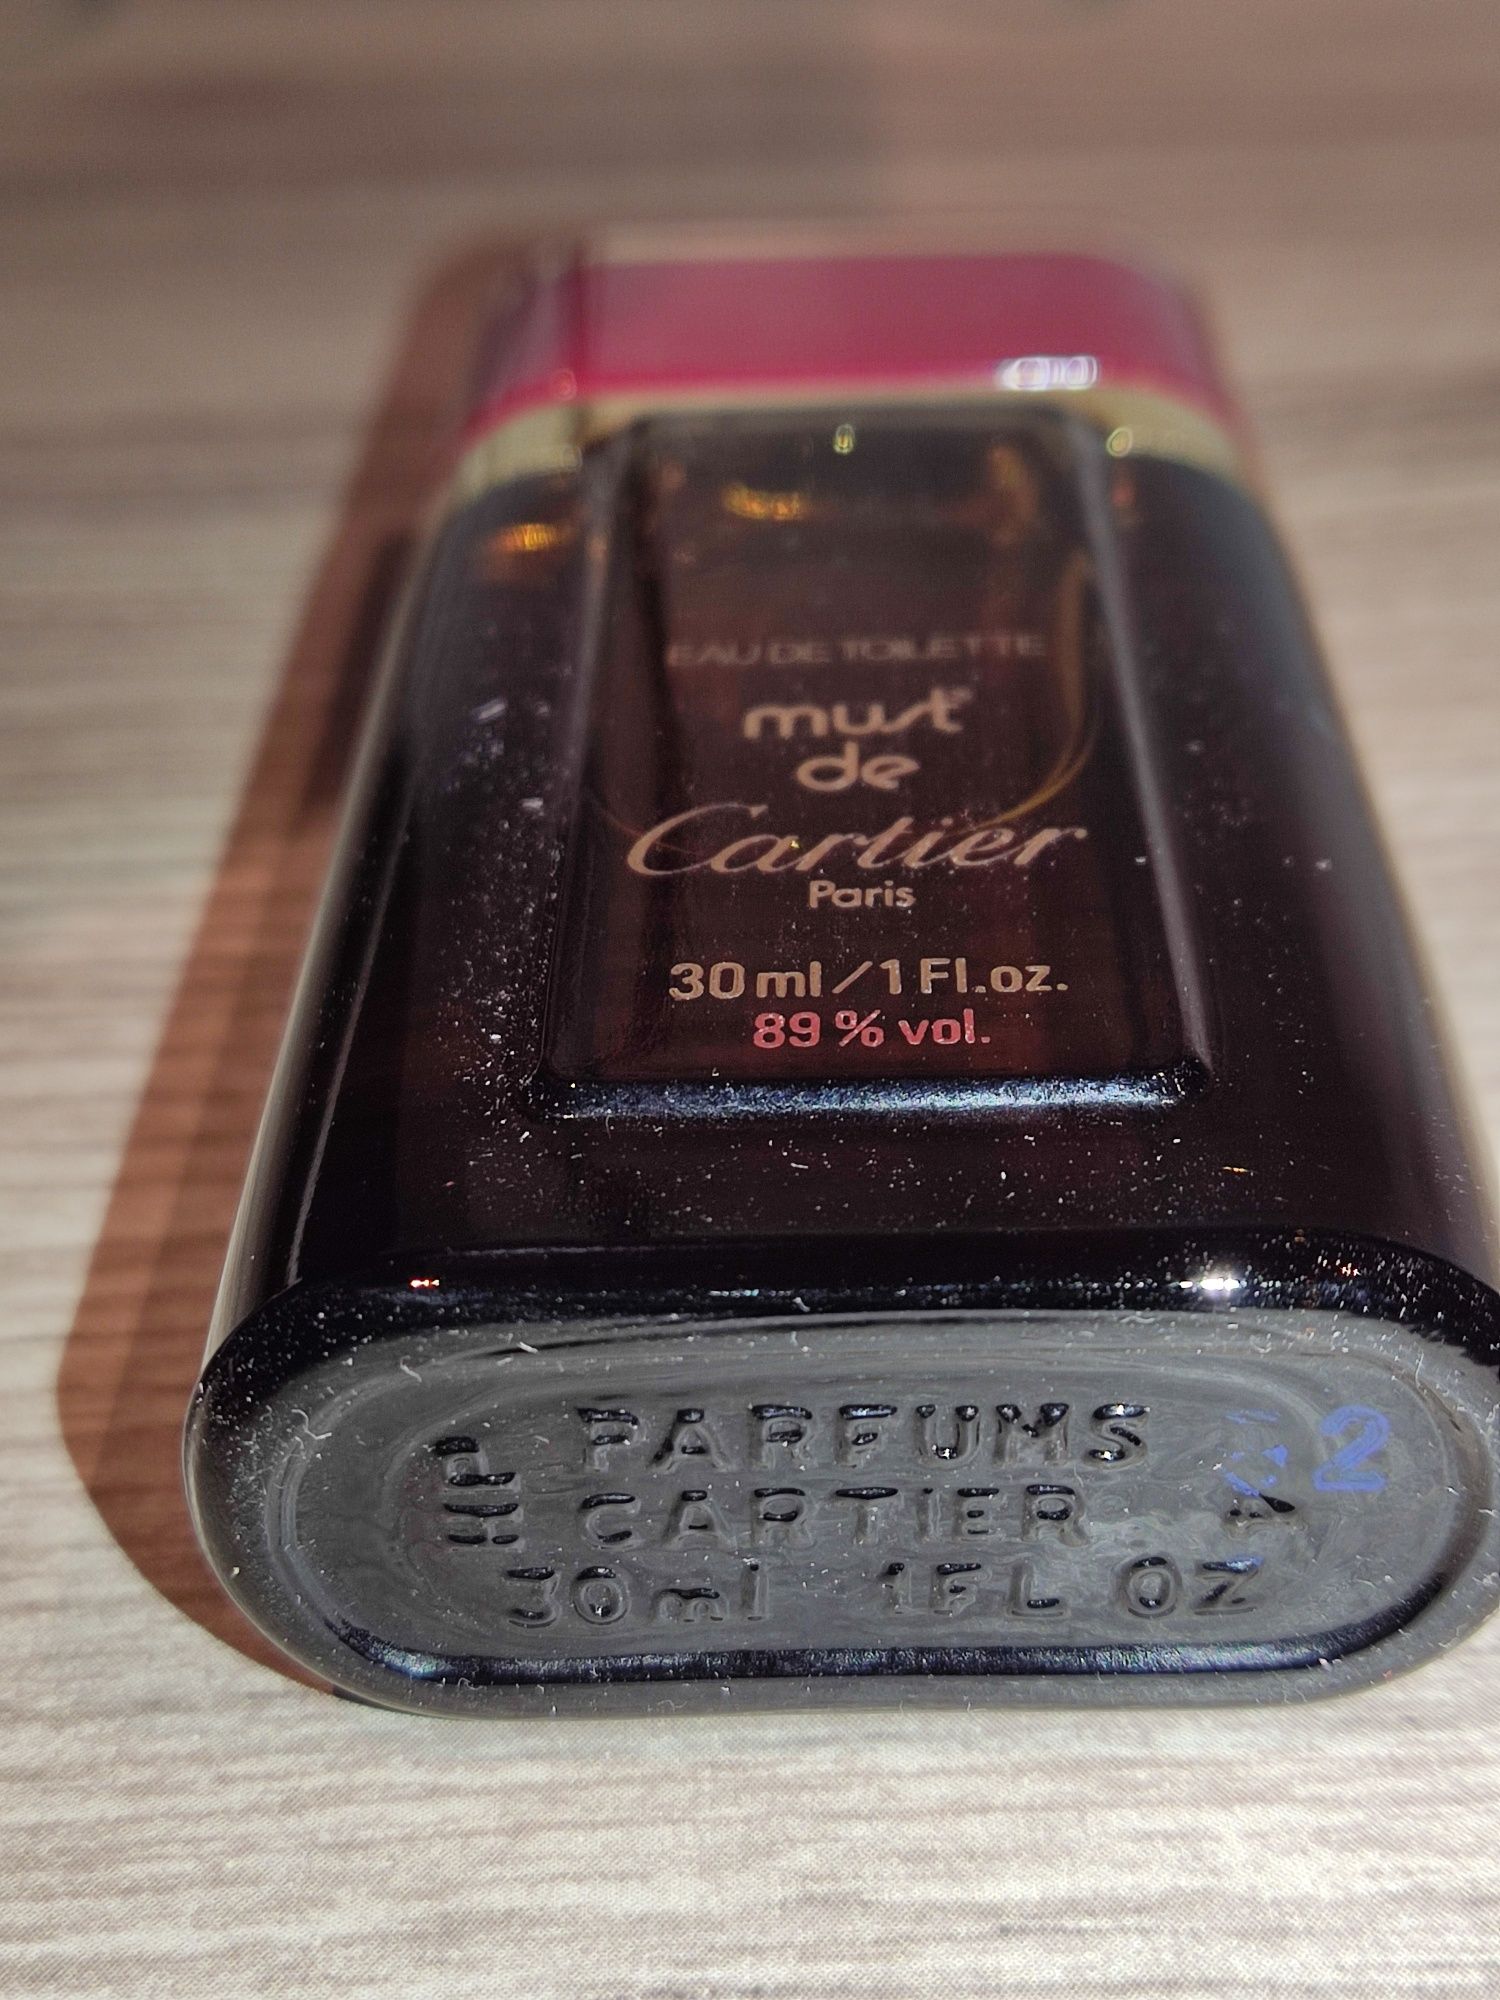 EAU DE TOILETTE
must
de
Cartier
Paris
30 ml / 1 Fl.oz.
89 % vol.
PARFUMS
CARTIER
30ml 1FL OZ
2